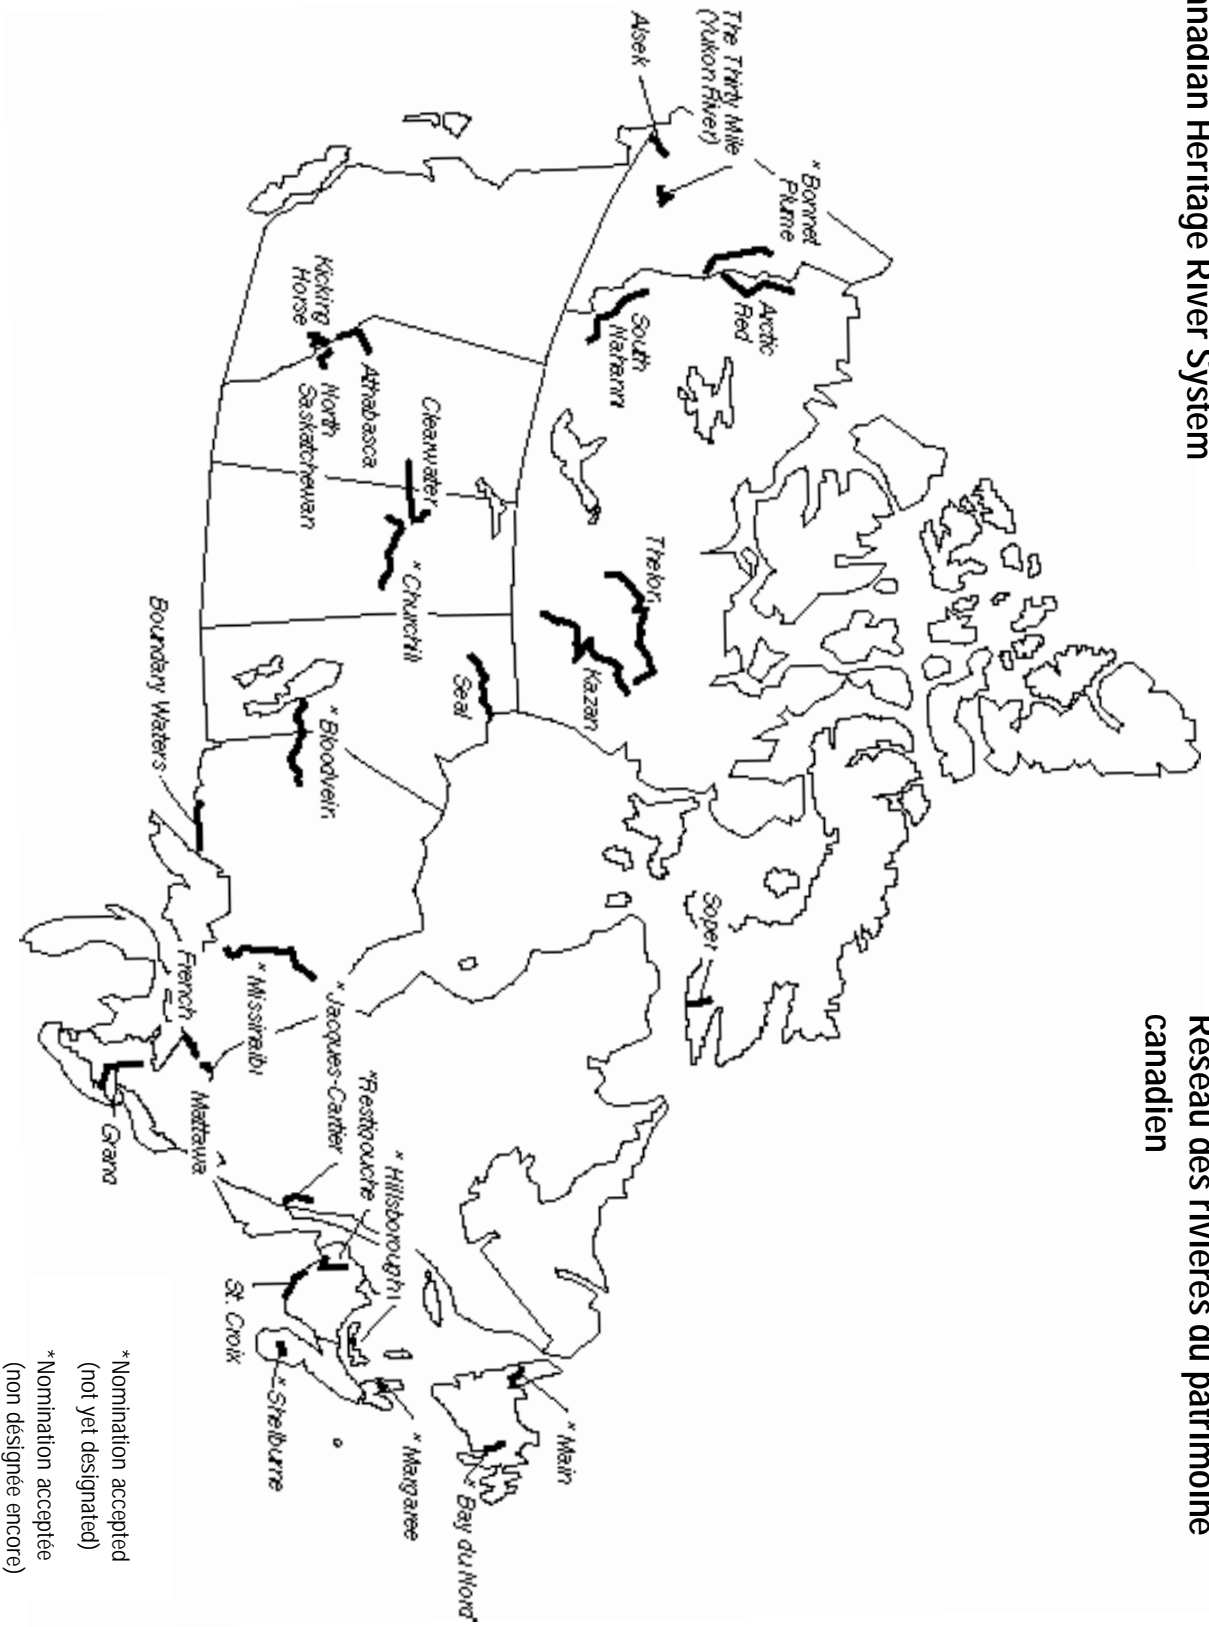 anadian Heritage River System
Réseau des rivières du patrimoine
canadien
The Thirty Mile
(Yukon River)
Alsek
* Bonnet
Plume
Arctic
Red
South
Nahanni
Kicking
Horse
Athabasca
North
Saskatchewan
Clearwater
* Churchill
Thelon
Kazan
Seal
* Bloodvein
Boundary Waters
Soper
French
* Missinaibi
Mattawa
Grand
* Jacques-Cartier
*Restigouche
* Hillsborough
St. Croix
* Shelburne
* Margaree
* Main
* Bay du Nord
*Nomination accepted
(not yet designated)
*Nomination acceptée
(non désignée encore)